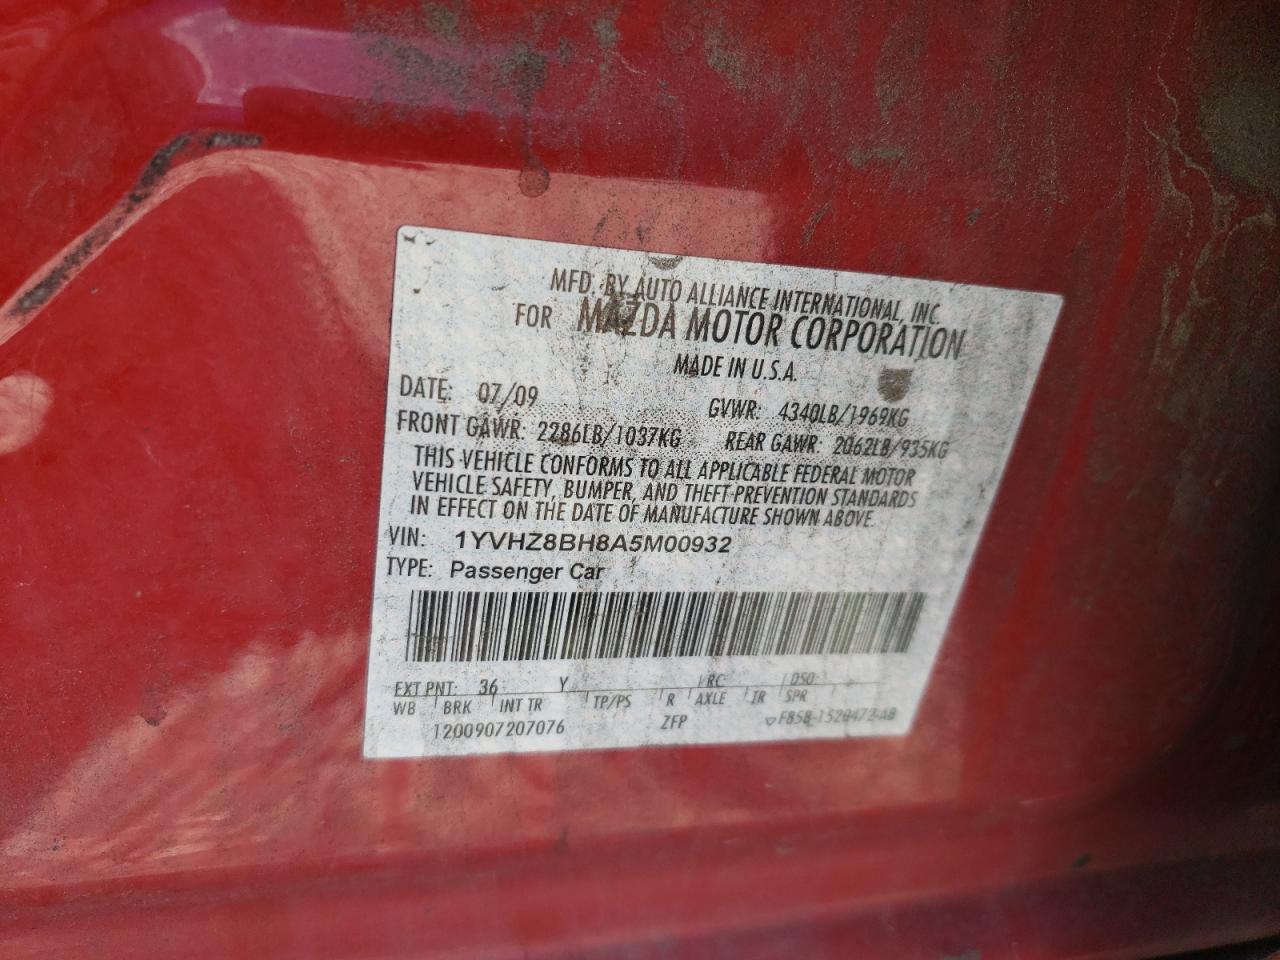 MFD. BY AUTO ALLIANCE INTERNATIONAL, INC.
FOR MAZDA MOTOR CORPORATION
MADE IN U.S.A.
DATE: 07/09 GVWR: 4340LB/1969KG
FRONT GAWR: 2286LB/1037KG REAR GAWR: 2062LB/935KG
THIS VEHICLE CONFORMS TO ALL APPLICABLE FEDERAL MOTOR
VEHICLE SAFETY, BUMPER, AND THEFT PREVENTION STANDARDS
IN EFFECT ON THE DATE OF MANUFACTURE SHOWN ABOVE.
VIN: 1YVHZ8BH8A5M00932
TYPE: Passenger Car
EXT PNT: 36 Y RC: DSO:
WB BRK INT TR TP/PS R AXLE TR SPR
1200907207076 ZFP